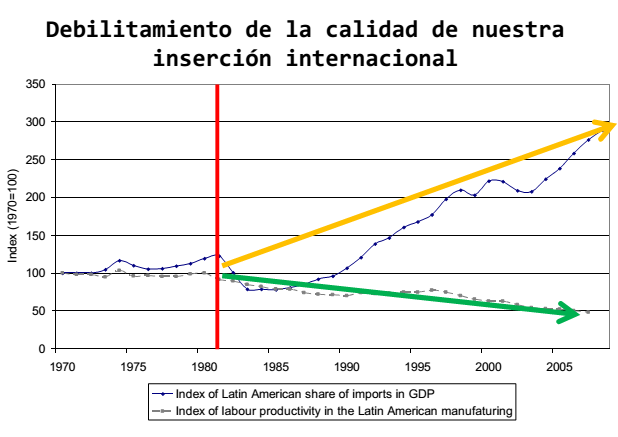 Debilitamiento de la calidad de nuestra
inserción internacional
350
300
250
200
150
100
50
0
Index (1970=100)
1970 1975 1980 1985 1990 1995 2000 2005
Index of Latin American share of imports in GDP
Index of labour productivity in the Latin American manufaturing